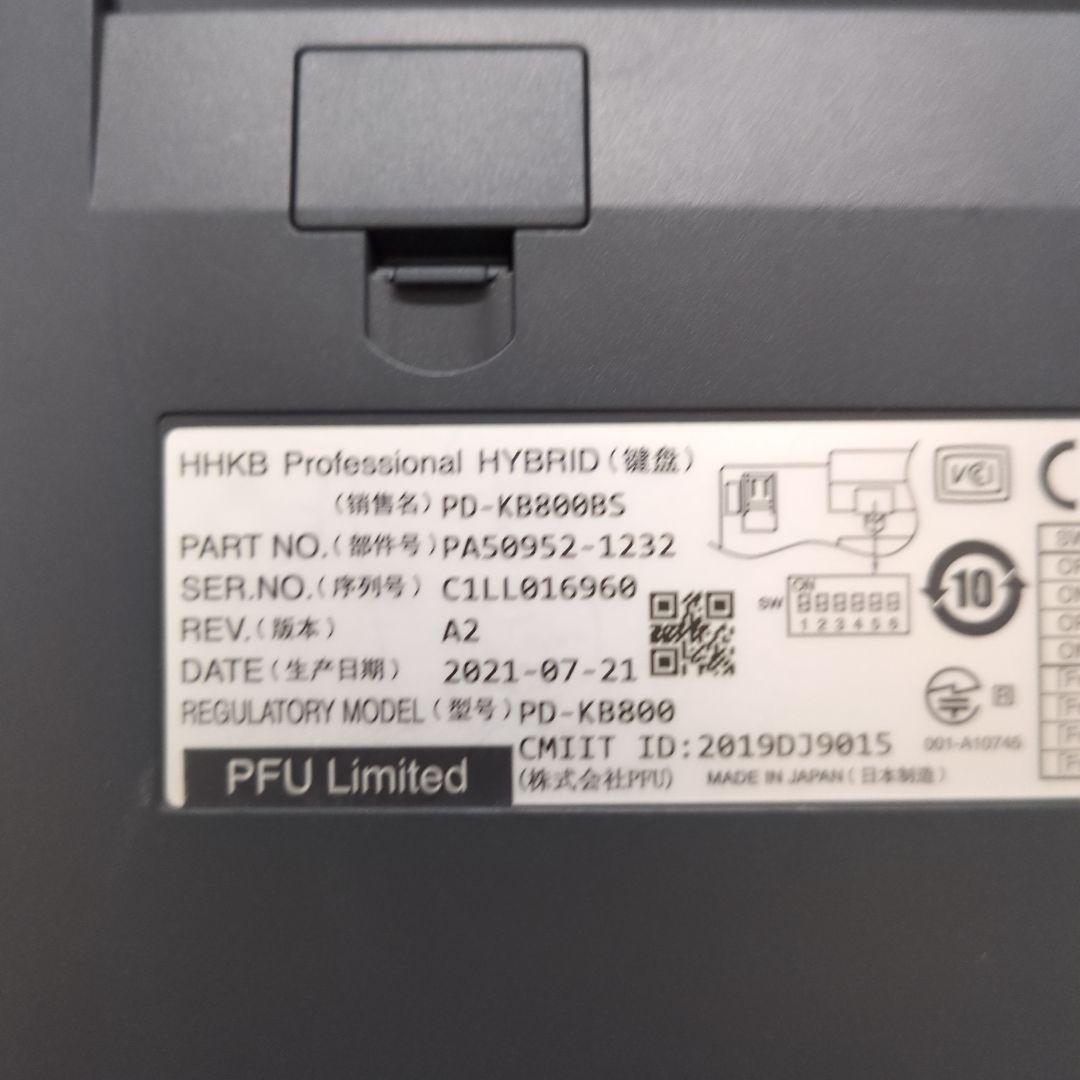 HHKB Professional HYBRID(键盘)
(销售名) PD-KB800BS
PART NO.(部件号) PA50952-1232
SER.NO.(序列号) C1LL016960
REV.(版本) A2
DATE(生产日期) 2021-07-21
REGULATORY MODEL(型号) PD-KB800
CMIIT ID:2019DJ9015
PFU Limited (株式会社PFU) MADE IN JAPAN(日本制造)
SW ON
1 2 3 4 5 6
10
VCI
B
001-A10746